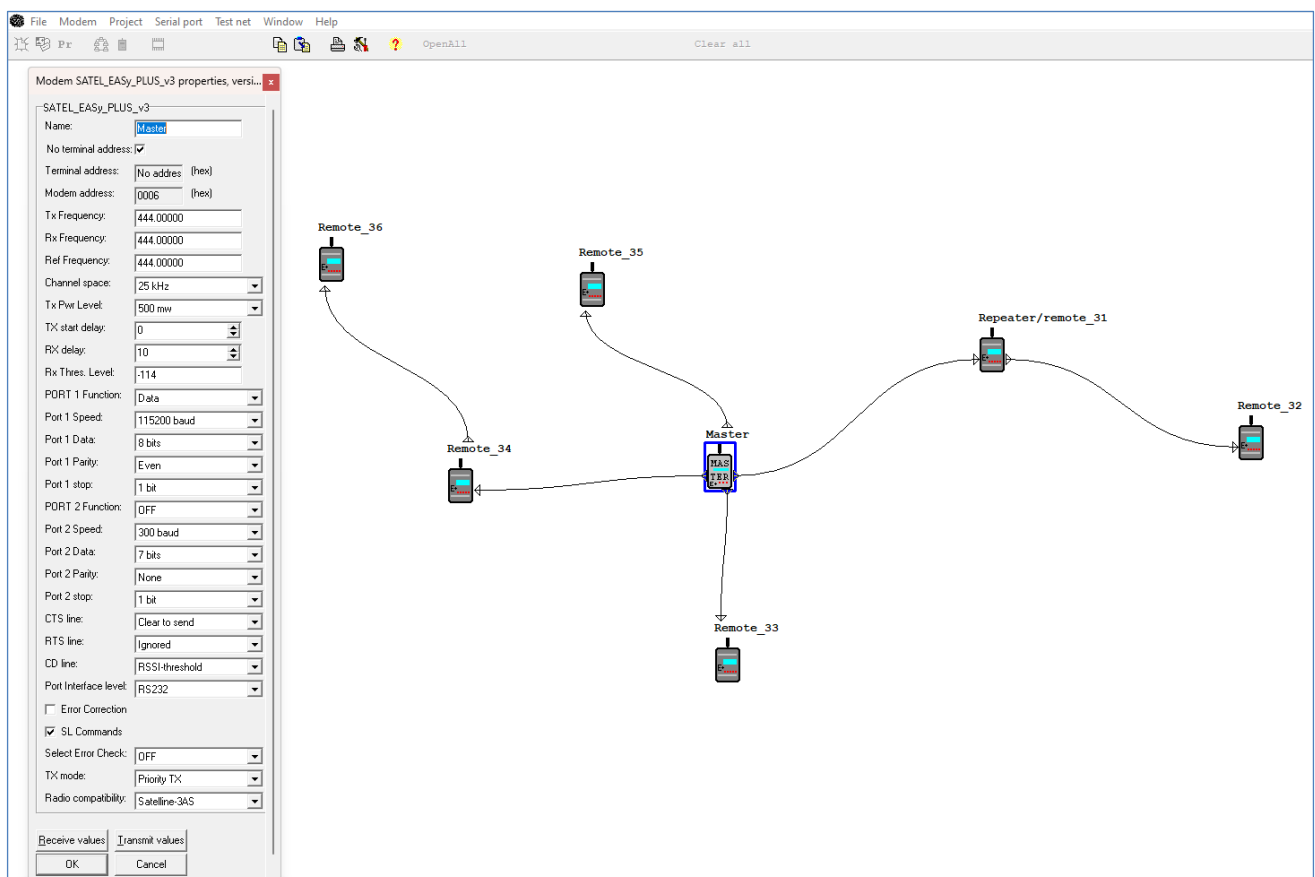 File Modem Project Serial port Test net Window Help
Pr OpenAll Clear all
Modem SATEL_EASy_PLUS_v3 properties, versi... x
SATEL_EASy_PLUS_v3
Name: Master
No terminal address:
Terminal address: No addres (hex)
Modem address: 0006 (hex)
Tx Frequency: 444.00000
Rx Frequency: 444.00000
Ref Frequency: 444.00000
Channel space: 25 kHz
Tx Pwr Level: 500 mw
TX start delay: 0
RX delay: 10
Rx Thres. Level: -114
PORT 1 Function: Data
Port 1 Speed: 115200 baud
Port 1 Data: 8 bits
Port 1 Parity: Even
Port 1 stop: 1 bit
PORT 2 Function: OFF
Port 2 Speed: 300 baud
Port 2 Data: 7 bits
Port 2 Parity: None
Port 2 stop: 1 bit
CTS line: Clear to send
RTS line: Ignored
CD line: RSSI-threshold
Port Interface level: RS232
Error Correction
SL Commands
Select Error Check: OFF
TX mode: Priority TX
Radio compatibility: Satelline-3AS
Receive values Transmit values
OK Cancel
Remote_36
Remote_35
Repeater/remote_31
Remote_32
Master
MAS
TER
Remote_34
Remote_33